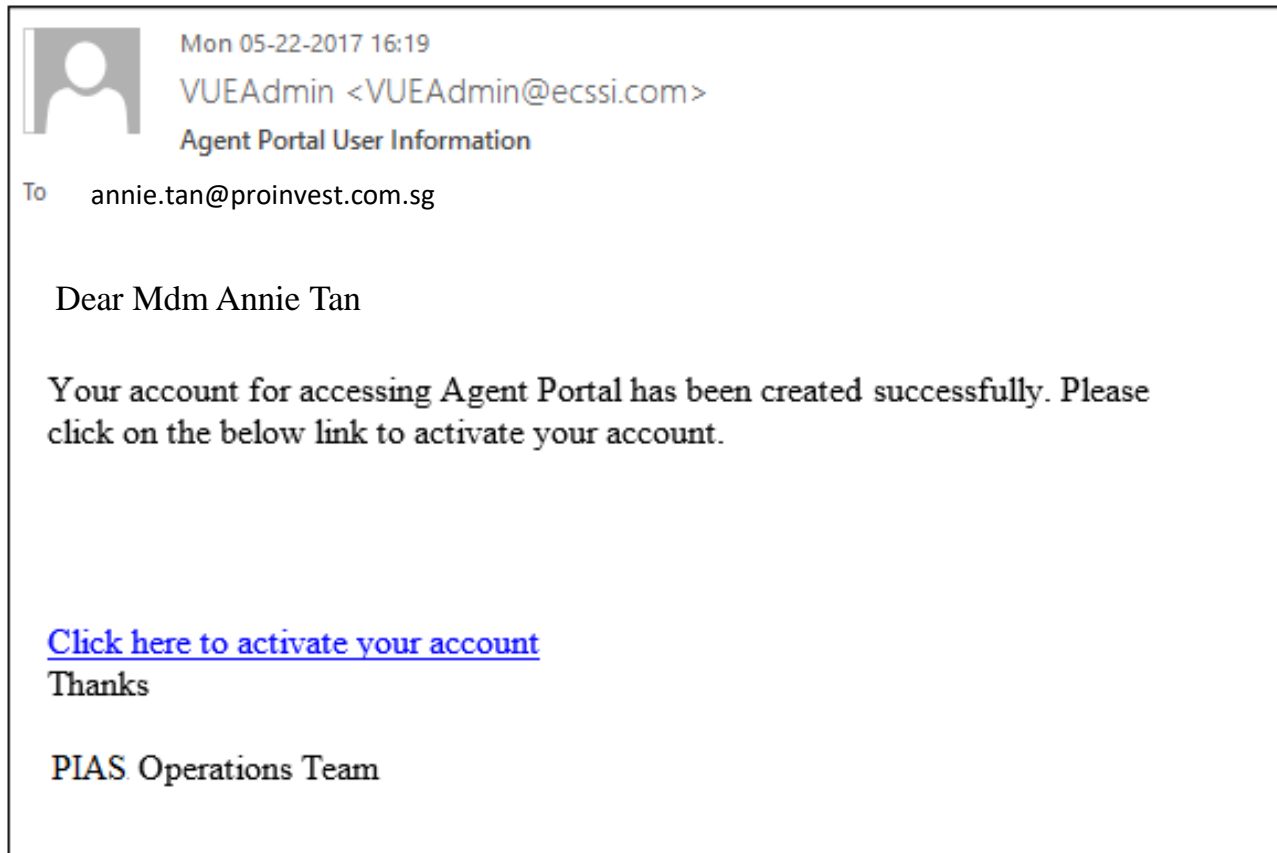 Mon 05-22-2017 16:19
VUEAdmin <VUEAdmin@ecssi.com>
Agent Portal User Information
To annie.tan@proinvest.com.sg
Dear Mdm Annie Tan
Your account for accessing Agent Portal has been created successfully. Please
click on the below link to activate your account.
Click here to activate your account
Thanks
PIAS Operations Team